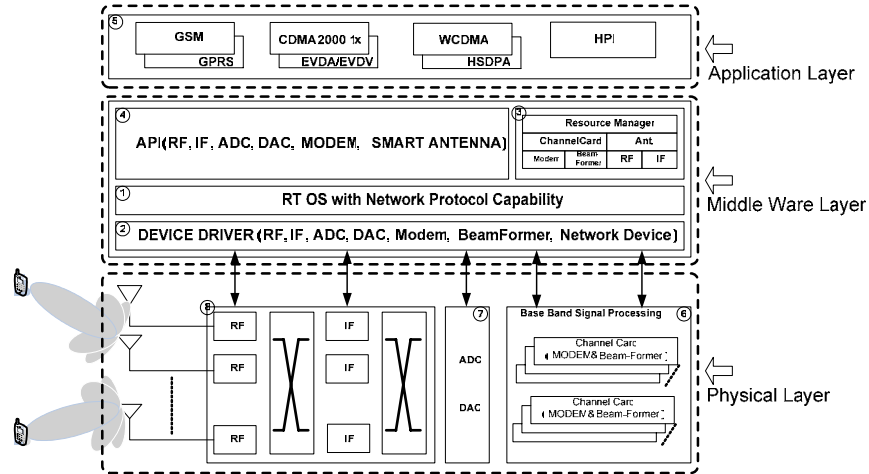 5
GSM
GPRS
CDMA2000 1x
EVDA/EVDV
WCDMA
HSDPA
HPI
Application Layer
4
API(RF, IF, ADC, DAC, MODEM, SMART ANTENNA)
3
Resource Manager
ChannelCard
Ant.
Modem
Beam-
Former
RF
IF
1
RT OS with Network Protocol Capability
2
DEVICE DRIVER(RF, IF, ADC, DAC, Modem, BeamFormer, Network Device)
Middle Ware Layer
8
RF
IF
RF
IF
RF
IF
7
ADC
DAC
Base Band Signal Processing
6
Channel Card
( MODEM& Beam-Former )
Channel Card
( MODEM& Beam-Former )
Physical Layer